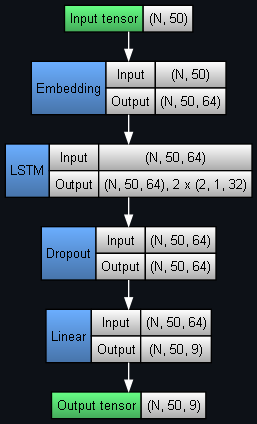 Input tensor (N, 50)
Embedding Input (N, 50)
Output (N, 50, 64)
LSTM Input (N, 50, 64)
Output (N, 50, 64), 2 x (2, 1, 32)
Dropout Input (N, 50, 64)
Output (N, 50, 64)
Linear Input (N, 50, 64)
Output (N, 50, 9)
Output tensor (N, 50, 9)